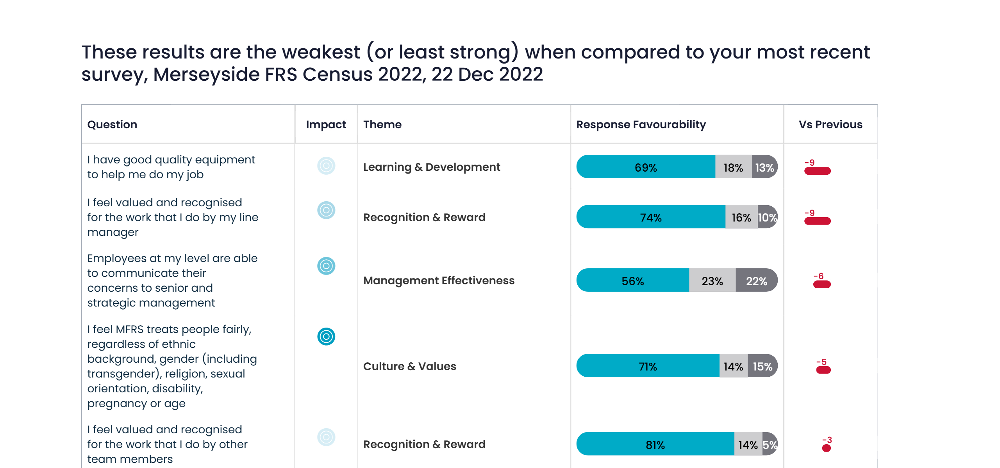 These results are the weakest (or least strong) when compared to your most recent
survey, Merseyside FRS Census 2022, 22 Dec 2022
Question Impact Theme Response Favourability Vs Previous
I have good quality equipment
to help me do my job
Learning & Development
69% 18% 13%
-9
I feel valued and recognised
for the work that I do by my line
manager
Recognition & Reward
74% 16% 10%
-9
Employees at my level are able
to communicate their
concerns to senior and
strategic management
Management Effectiveness
56% 23% 22%
-6
I feel MFRS treats people fairly,
regardless of ethnic
background, gender (including
transgender), religion, sexual
orientation, disability,
pregnancy or age
Culture & Values
71% 14% 15%
-5
I feel valued and recognised
for the work that I do by other
team members
Recognition & Reward
81% 14% 5%
-3